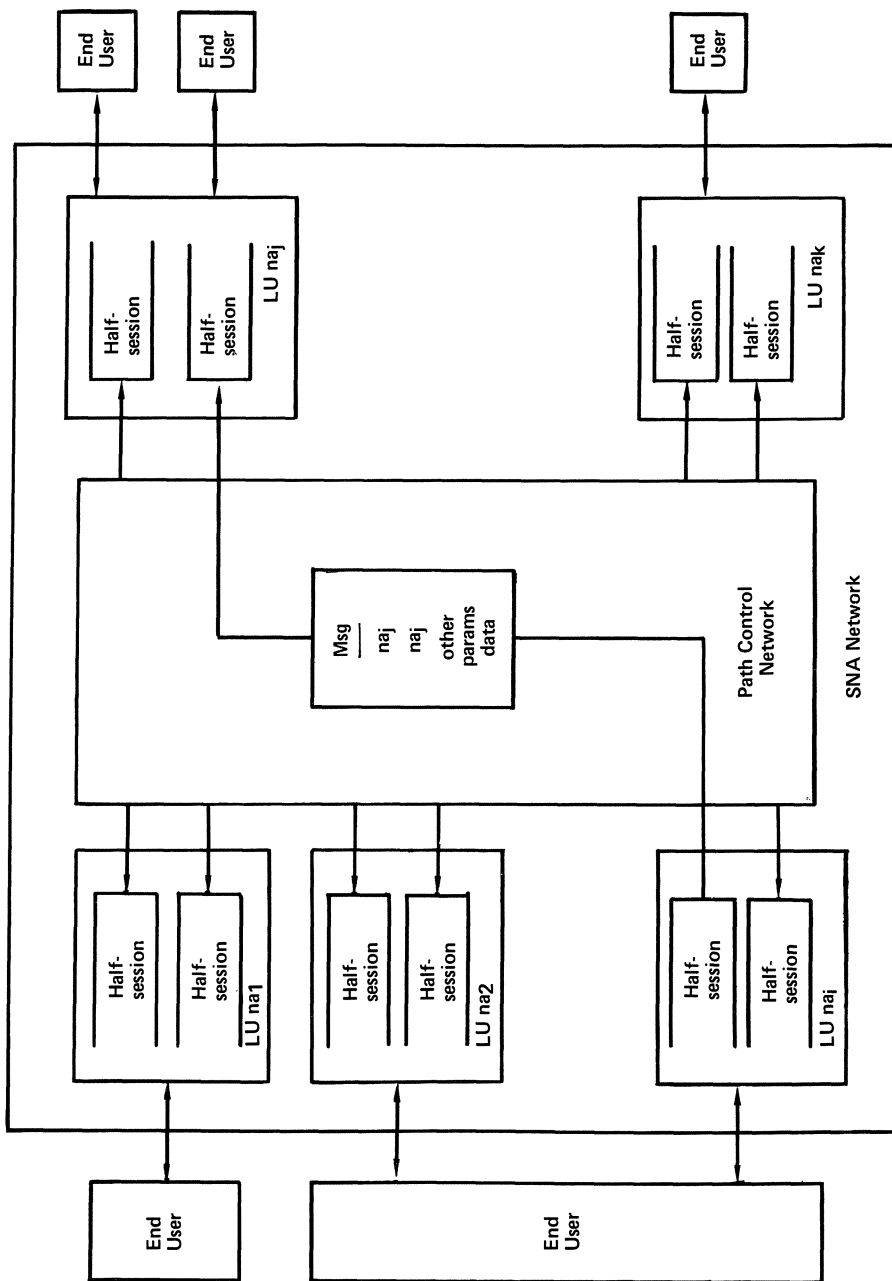 End
User
End
User
Half-
session
Half-
session
LU nai
Half-
session
Half-
session
LU na2
Half-
session
Half-
session
LU na1
Msg
naj
naj
other
params
data
Path Control
Network
SNA Network
Half-
session
Half-
session
LU nak
Half-
session
Half-
session
LU naj
End
User
End
User
End
User